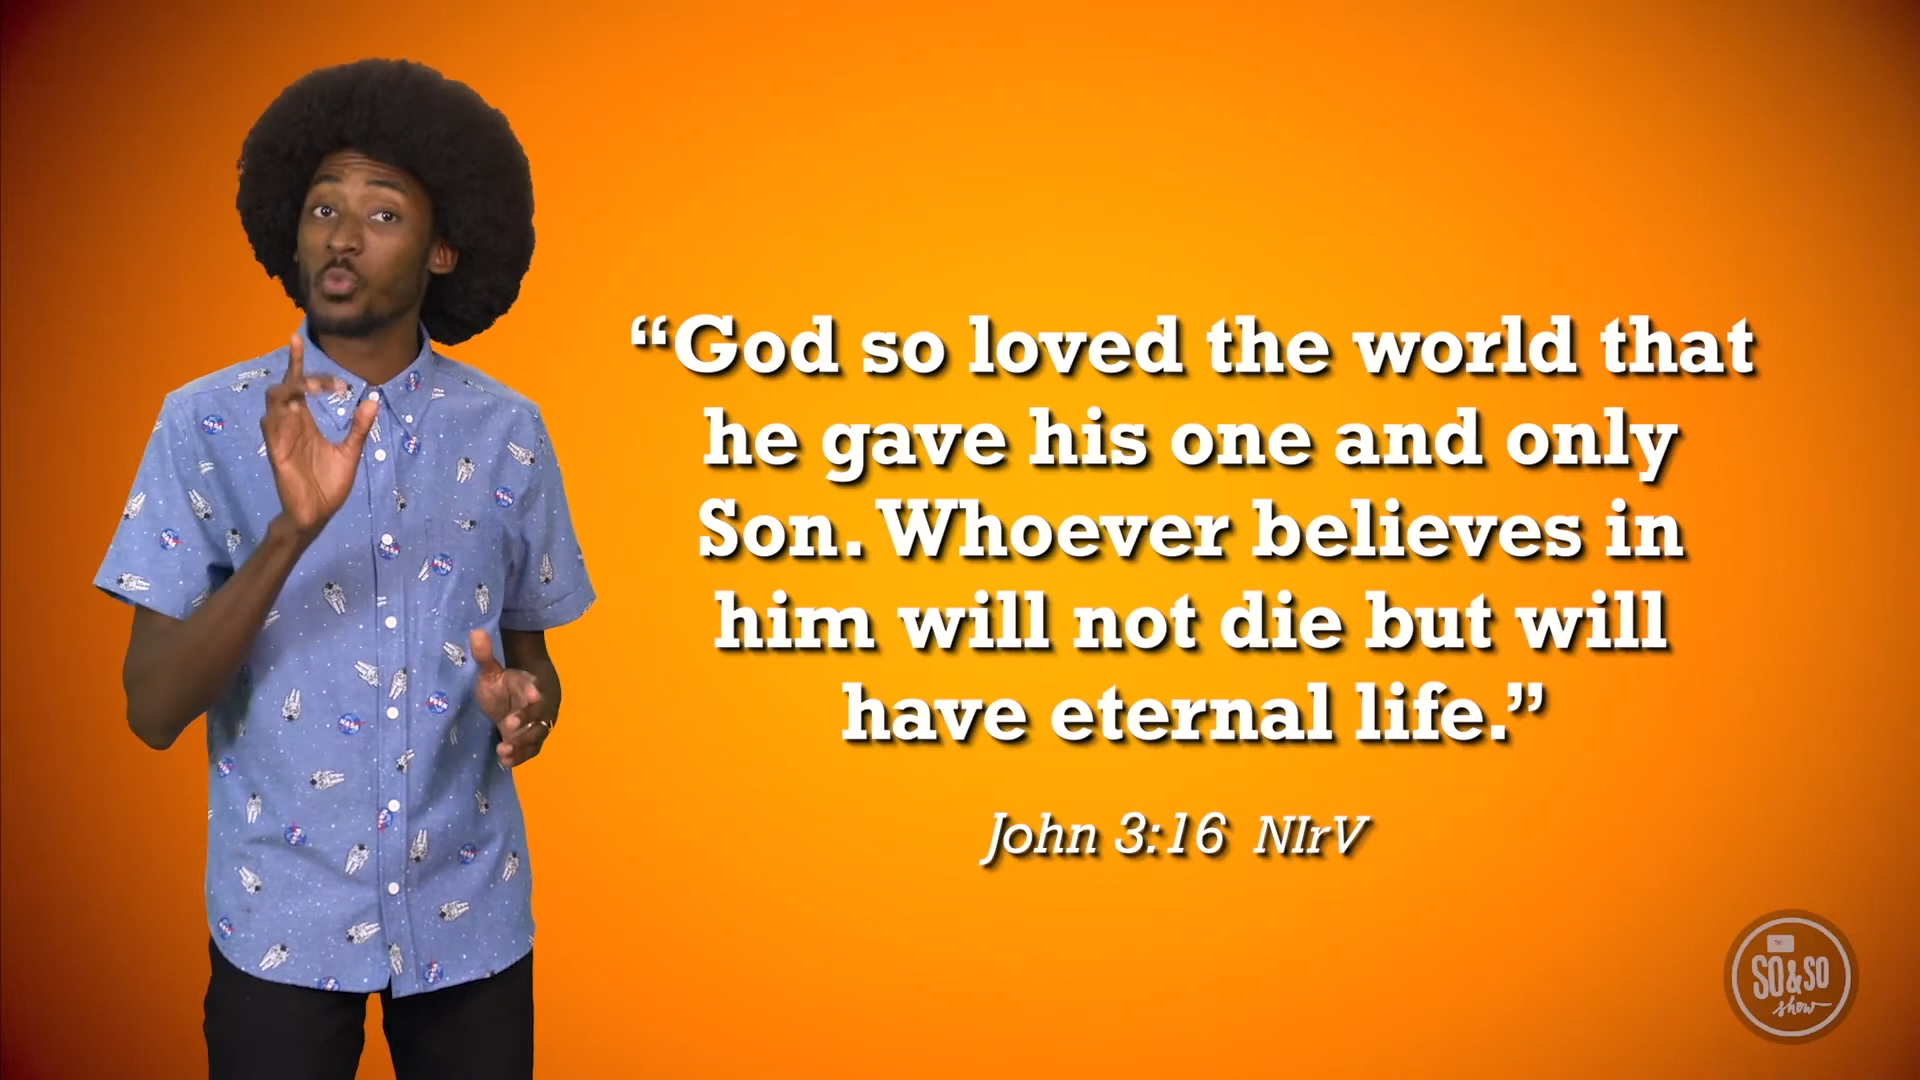 “God so loved the world that
he gave his one and only
Son. Whoever believes in
him will not die but will
have eternal life.”
John 3:16 NIrV
SO & SO
show